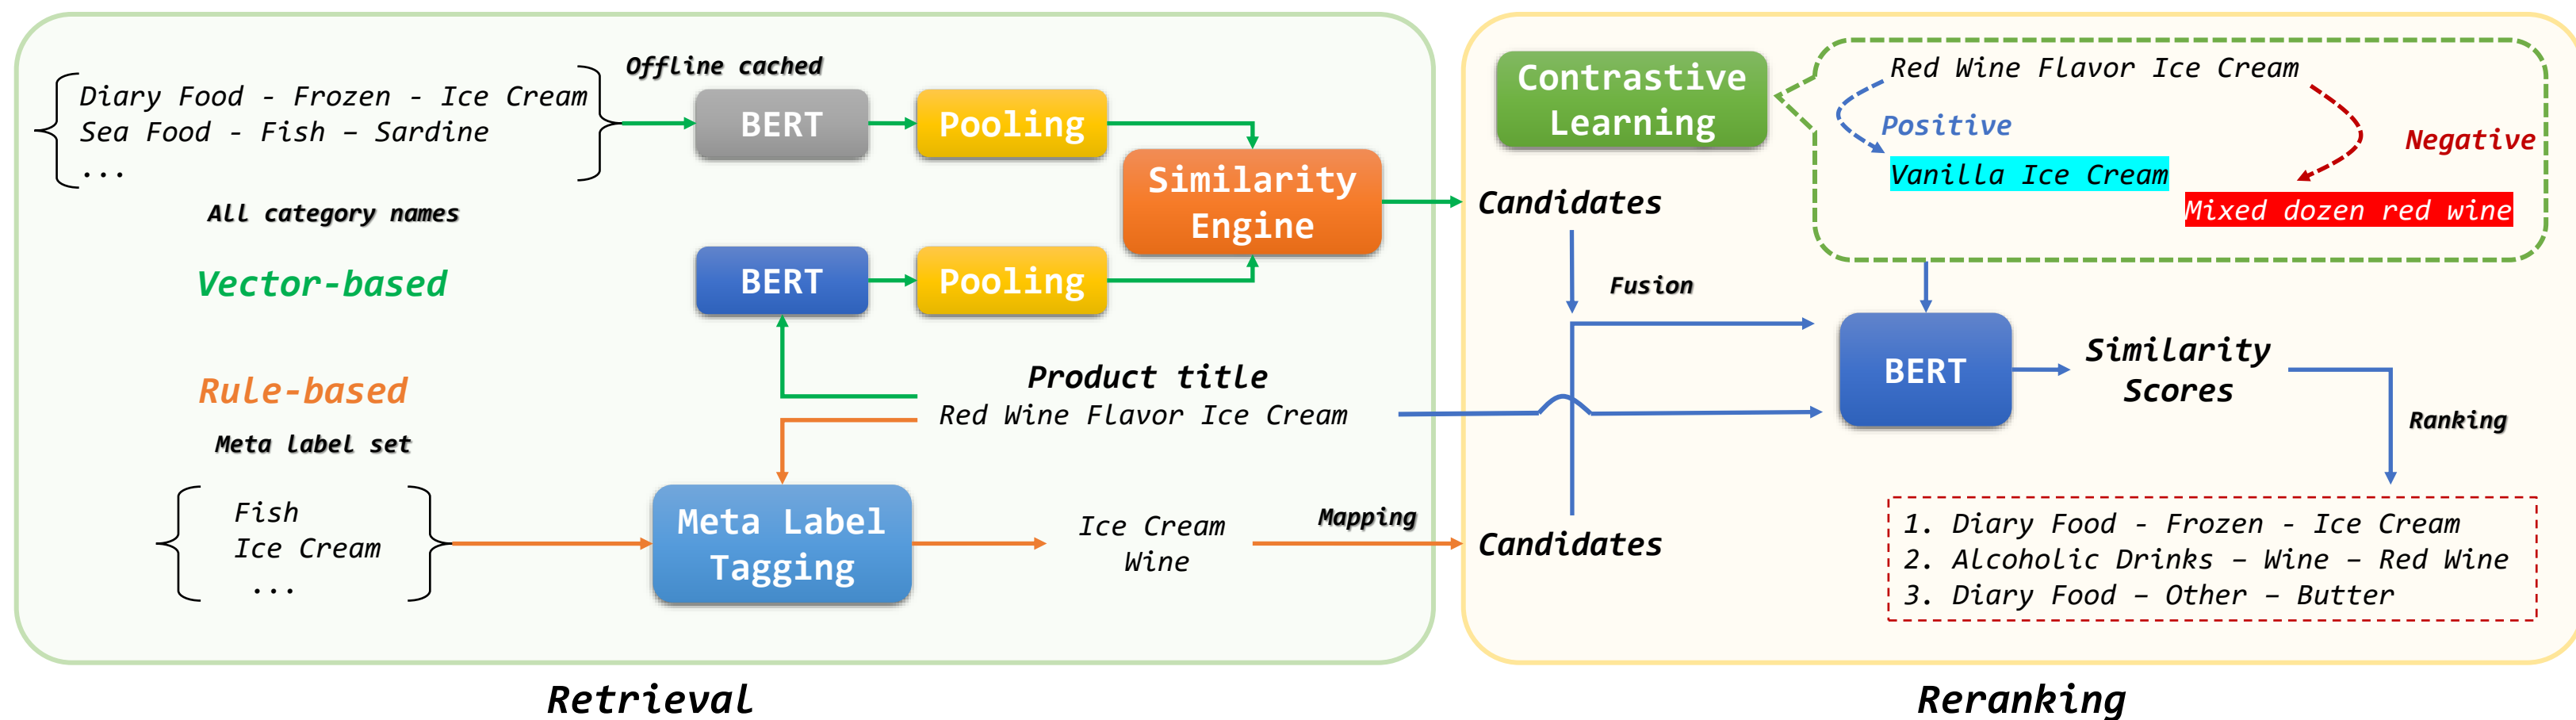 Offline cached
Diary Food - Frozen - Ice Cream
Sea Food - Fish – Sardine
...
All category names
BERT
Pooling
Similarity
Engine
Vector-based
BERT
Pooling
Rule-based
Product title
Red Wine Flavor Ice Cream
Meta label set
Fish
Ice Cream
...
Meta Label
Tagging
Ice Cream
Wine
Mapping
Retrieval
Contrastive
Learning
Red Wine Flavor Ice Cream
Positive
Negative
Vanilla Ice Cream
Mixed dozen red wine
Candidates
Fusion
BERT
Similarity
Scores
Ranking
Candidates
1. Diary Food - Frozen - Ice Cream
2. Alcoholic Drinks – Wine – Red Wine
3. Diary Food – Other – Butter
Reranking